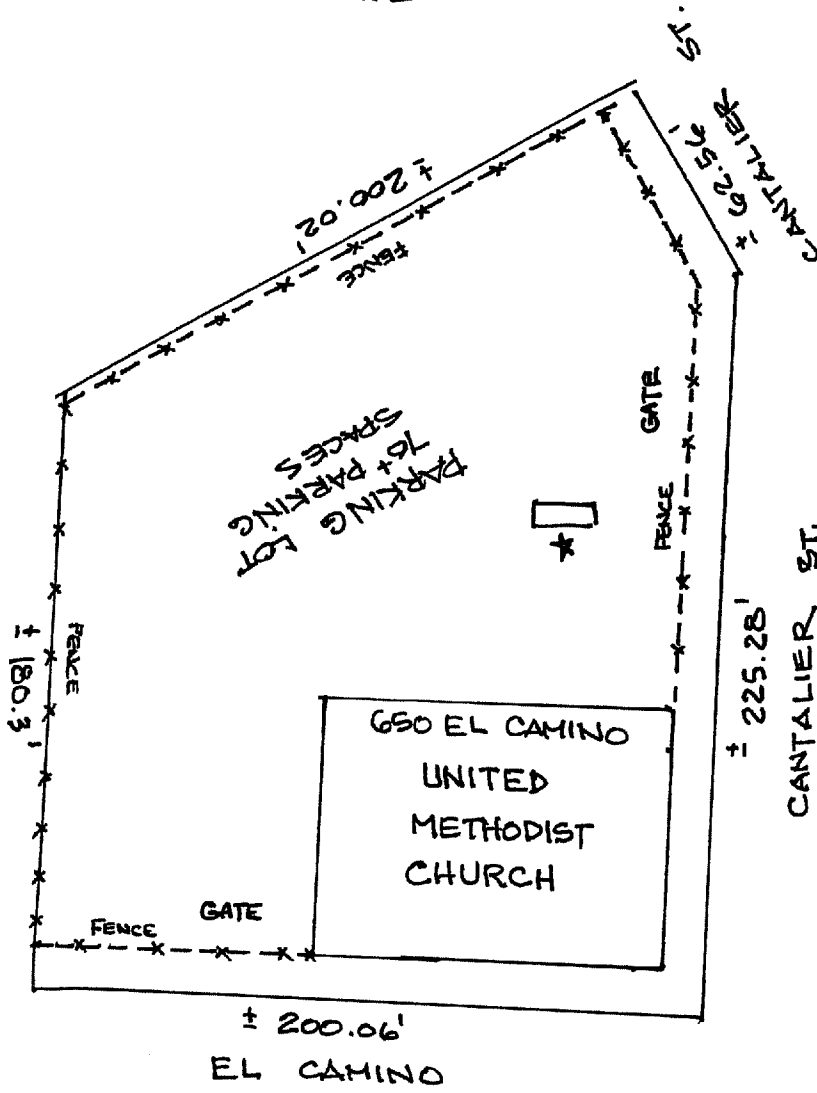 ST.
CANTALIER
± 62.56'
± 200.02'
FENCE
GATE
FENCE
PARKING LOT
70+ PARKING
SPACES
FENCE
± 180.3'
± 225.28'
CANTALIER ST.
650 EL CAMINO
UNITED
METHODIST
CHURCH
GATE
FENCE
± 200.06'
EL CAMINO